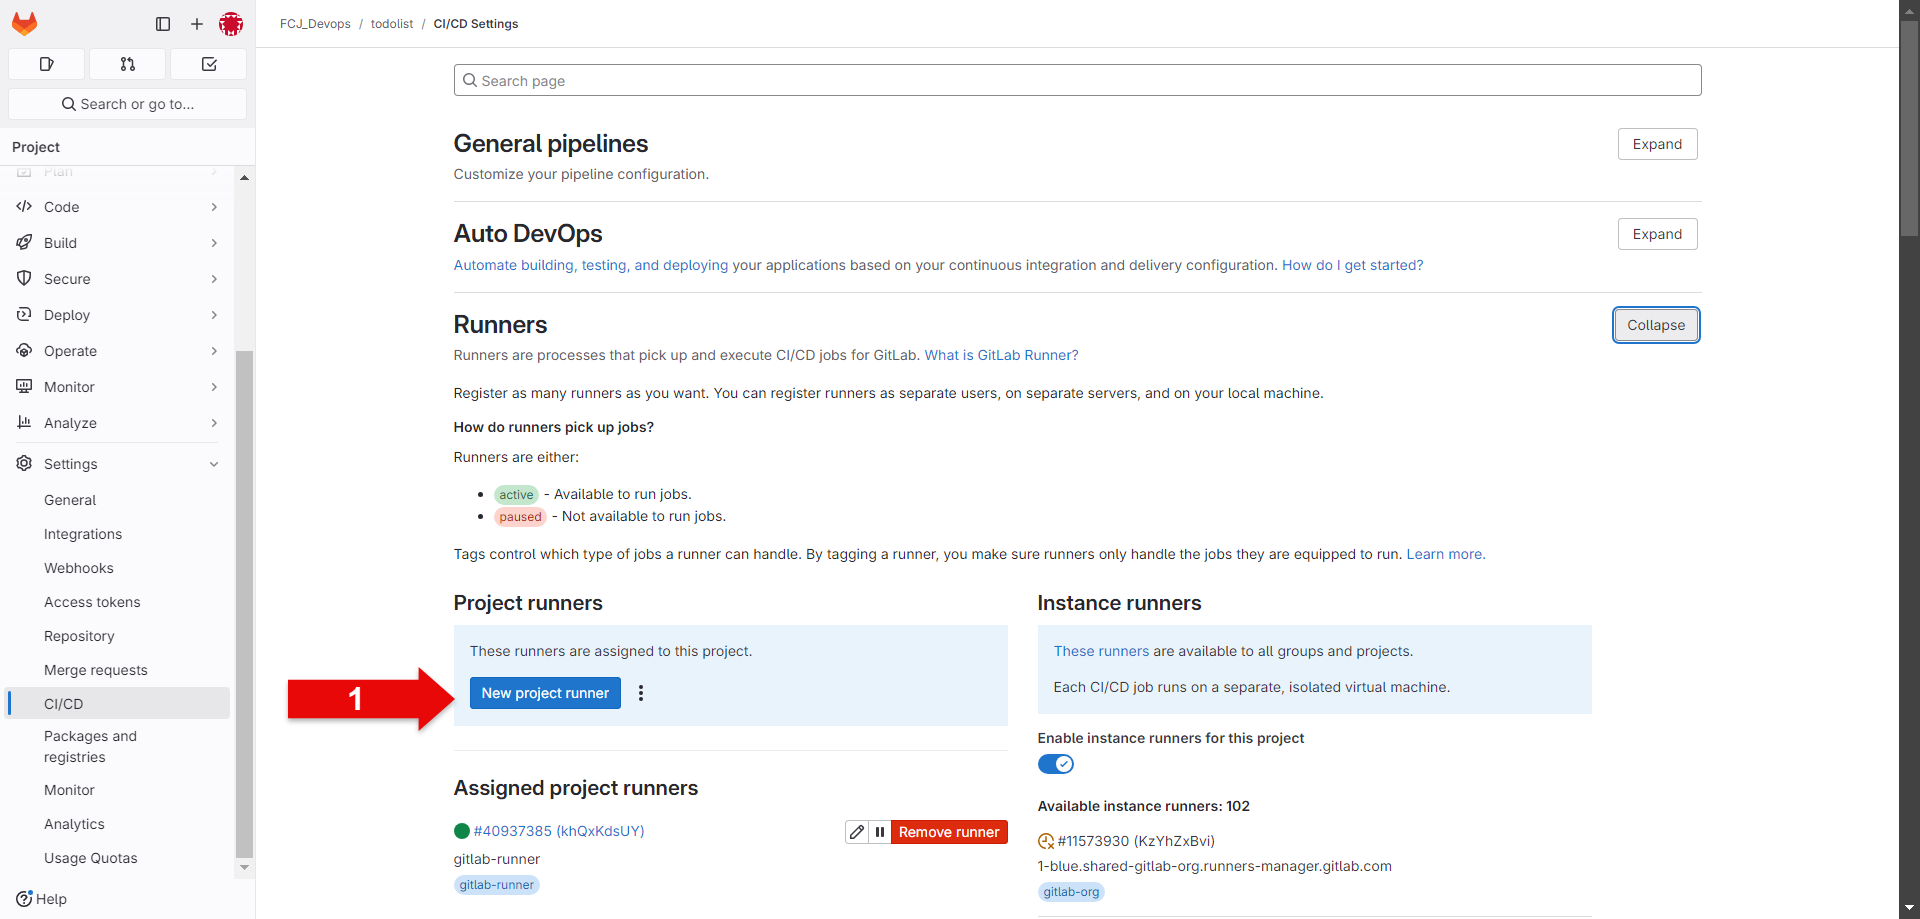 FCJ_Devops / todolist / CI/CD Settings
Search or go to...
Project
Plan
Code
Build
Secure
Deploy
Operate
Monitor
Analyze
Settings
General
Integrations
Webhooks
Access tokens
Repository
Merge requests
CI/CD
Packages and
registries
Monitor
Analytics
Usage Quotas
Help
Search page
General pipelines
Expand
Customize your pipeline configuration.
Auto DevOps
Expand
Automate building, testing, and deploying your applications based on your continuous integration and delivery configuration. How do I get started?
Runners
Collapse
Runners are processes that pick up and execute CI/CD jobs for GitLab. What is GitLab Runner?
Register as many runners as you want. You can register runners as separate users, on separate servers, and on your local machine.
How do runners pick up jobs?
Runners are either:
active - Available to run jobs.
paused - Not available to run jobs.
Tags control which type of jobs a runner can handle. By tagging a runner, you make sure runners only handle the jobs they are equipped to run. Learn more.
Project runners
These runners are assigned to this project.
1
New project runner
Assigned project runners
#40937385 (khQxKdsUY)
Remove runner
gitlab-runner
gitlab-runner
Instance runners
These runners are available to all groups and projects.
Each CI/CD job runs on a separate, isolated virtual machine.
Enable instance runners for this project
Available instance runners: 102
#11573930 (KzYhZxBvi)
1-blue.shared-gitlab-org.runners-manager.gitlab.com
gitlab-org